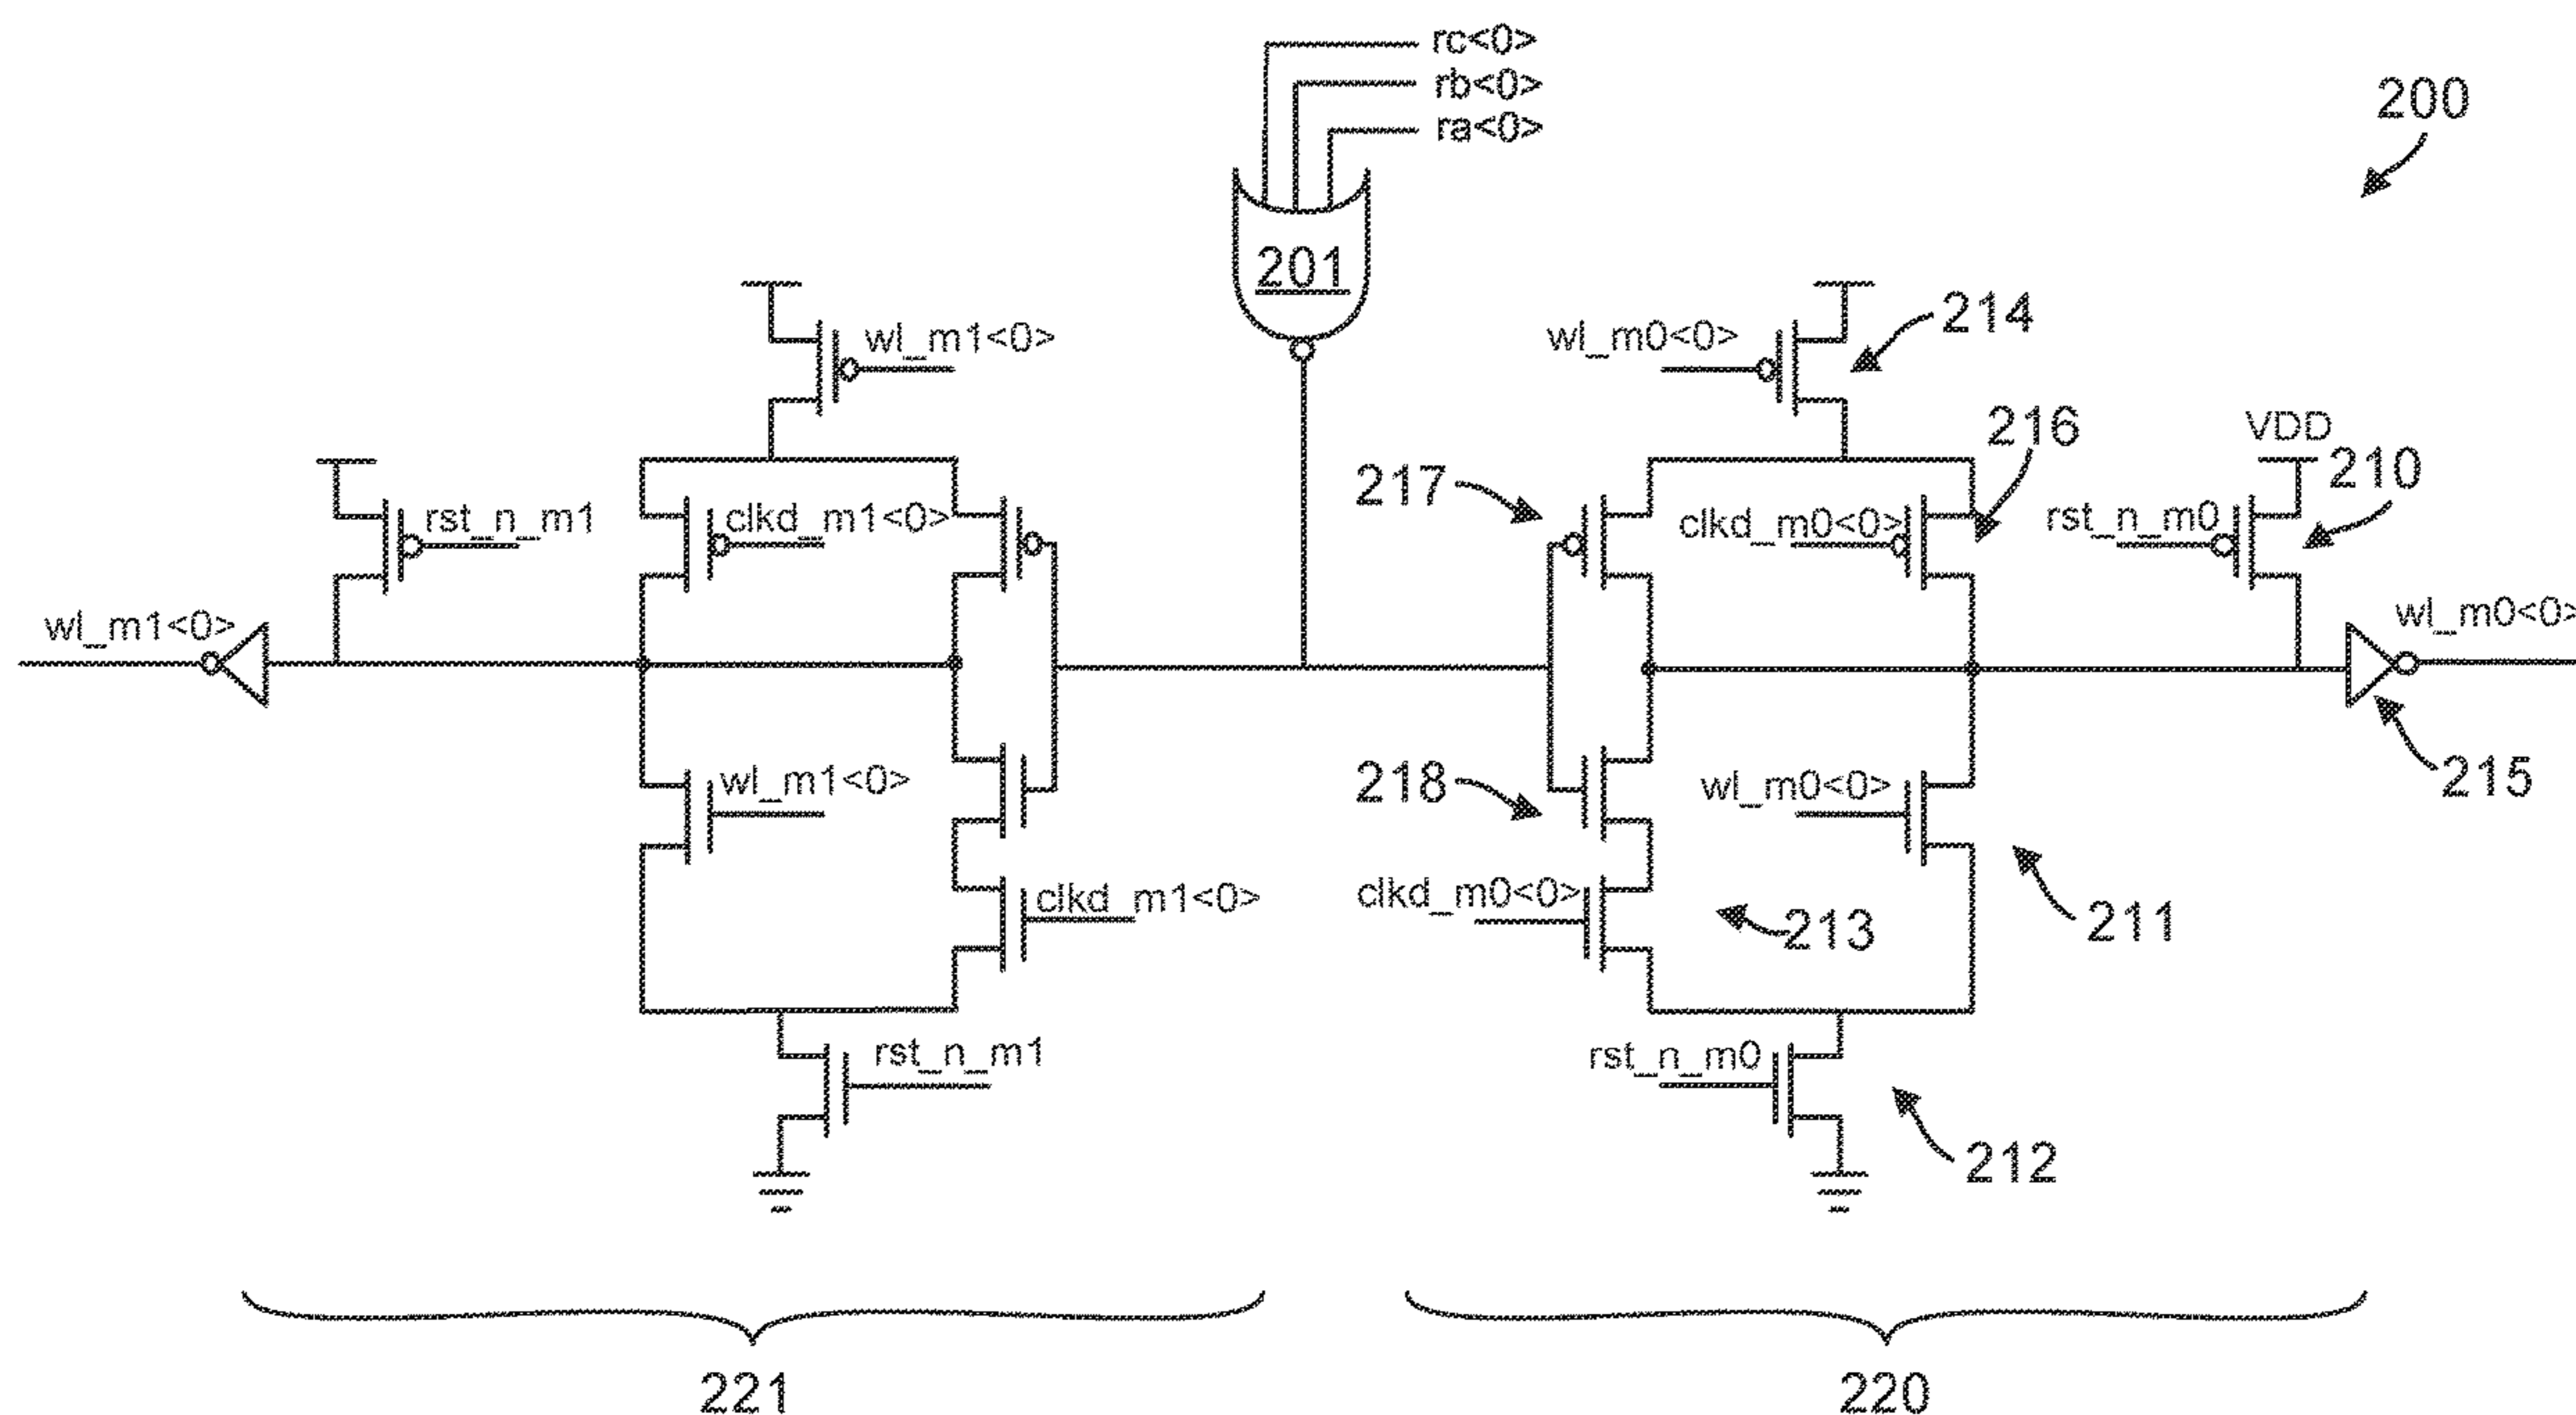 rc<0>
rb<0>
ra<0>
200
201
wl_m1<0>
wl_m0<0>
214
216
VDD
210
217
rst_n_m1
clkd_m1<0>
clkd_m0<0>
rst_n_m0
wl_m1<0>
wl_m0<0>
218
wl_m1<0>
wl_m0<0>
215
clkd_m1<0>
clkd_m0<0>
213
211
rst_n_m1
rst_n_m0
212
221
220